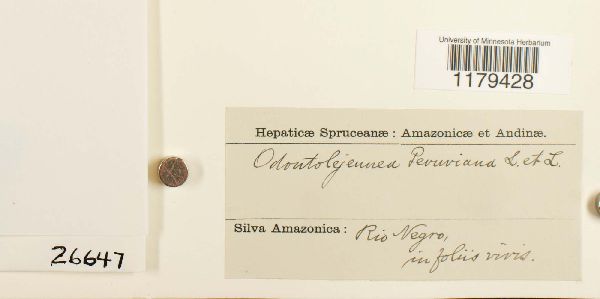 University of Minnesota Herbarium
1179428
Hepaticæ Spruceanæ : Amazonicæ et Andinæ.
Odontolejeunea Peruviana L. et L.
Silva Amazonica : Rio Negro,
in foliis vivis.
26647